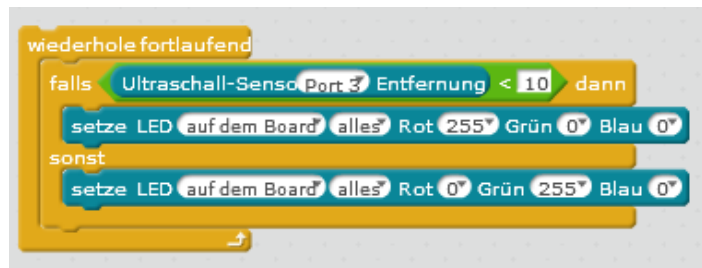 wiederhole fortlaufend
falls Ultraschall-Senso Port 3 Entfernung < 10 dann
setze LED auf dem Board alles Rot 255 Grün 0 Blau 0
sonst
setze LED auf dem Board alles Rot 0 Grün 255 Blau 0